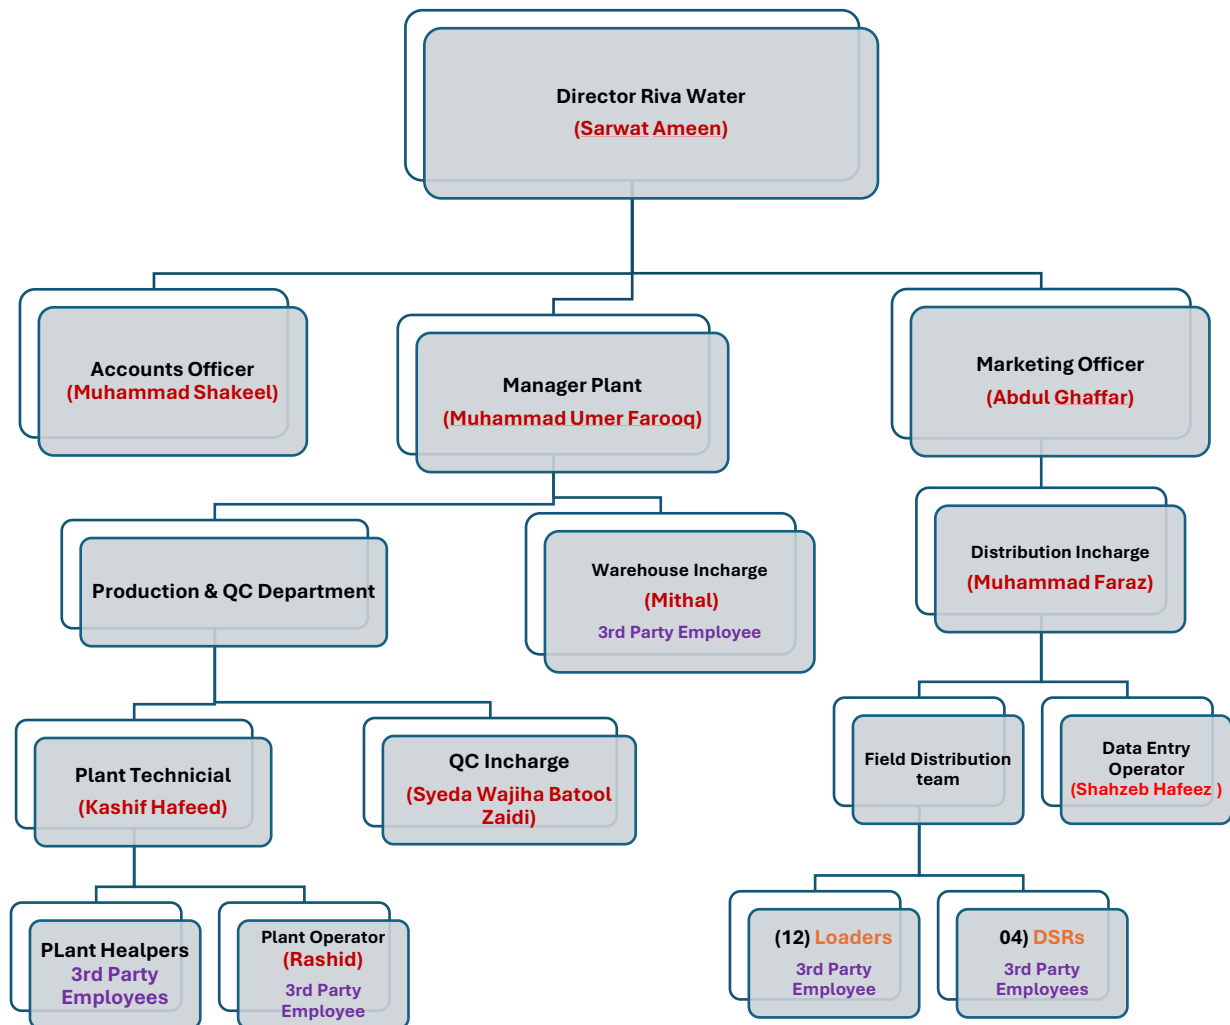 Director Riva Water
(Sarwat Ameen)
Accounts Officer
(Muhammad Shakeel)
Manager Plant
(Muhammad Umer Farooq)
Marketing Officer
(Abdul Ghaffar)
Production & QC Department
Warehouse Incharge
(Mithal)
3rd Party Employee
Distribution Incharge
(Muhammad Faraz)
Plant Technicial
(Kashif Hafeed)
QC Incharge
(Syeda Wajiha Batool
Zaidi)
Field Distribution
team
Data Entry
Operator
(Shahzeb Hafeez )
PLant Healpers
3rd Party
Employees
Plant Operator
(Rashid)
3rd Party
Employee
(12) Loaders
3rd Party
Employee
04) DSRs
3rd Party
Employees